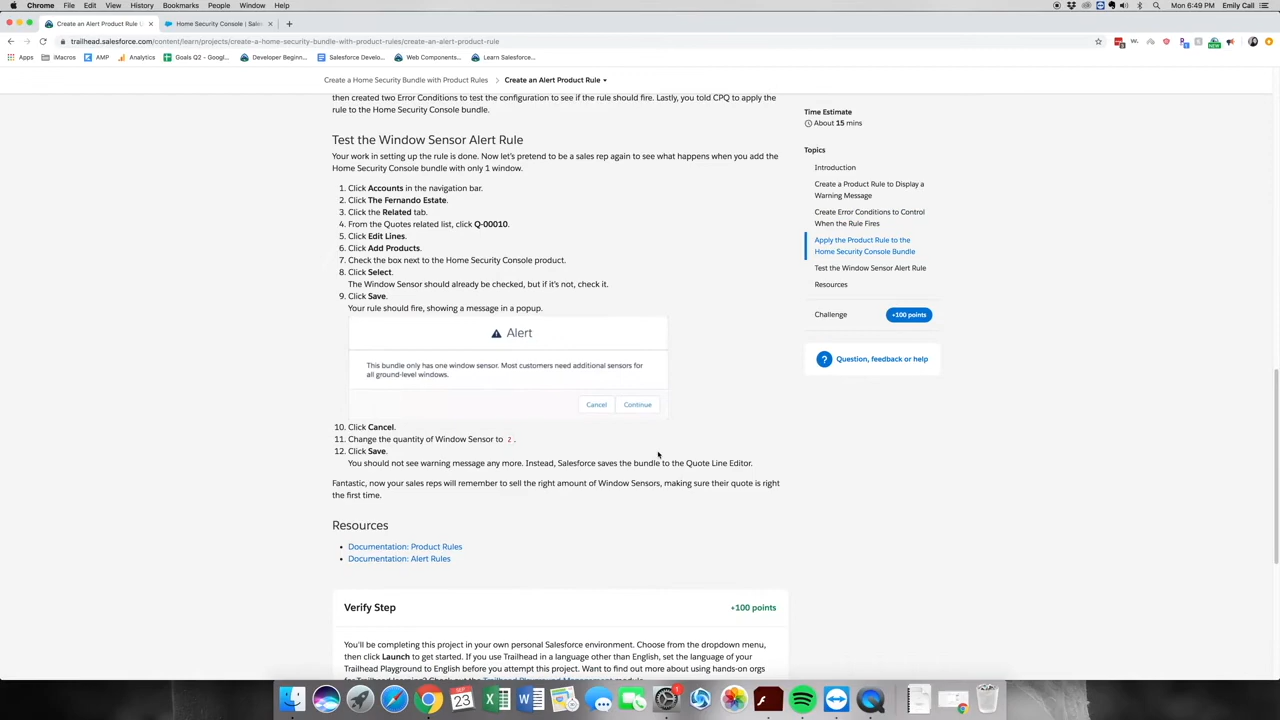 Chrome File Edit View History Bookmarks People Window Help
Mon 6:49 PM Emily Call
Create an Alert Product Rule
Home Security Console | Sale
trailhead.salesforce.com/content/learn/projects/create-a-home-security-bundle-with-product-rules/create-an-alert-product-rule
Apps iMacros AMP Analytics Goals Q2 - Googl... Developer Beginn... Salesforce Develo... Web Components... Learn Salesforce...
Create a Home Security Bundle with Product Rules > Create an Alert Product Rule
then created two Error Conditions to test the configuration to see if the rule should fire. Lastly, you told CPQ to apply the
rule to the Home Security Console bundle.
Test the Window Sensor Alert Rule
Your work in setting up the rule is done. Now let's pretend to be a sales rep again to see what happens when you add the
Home Security Console bundle with only 1 window.
1. Click Accounts in the navigation bar.
2. Click The Fernando Estate.
3. Click the Related tab.
4. From the Quotes related list, click Q-00010.
5. Click Edit Lines.
6. Click Add Products.
7. Check the box next to the Home Security Console product.
8. Click Select.
The Window Sensor should already be checked, but if it's not, check it.
9. Click Save.
Your rule should fire, showing a message in a popup.
Alert
This bundle only has one window sensor. Most customers need additional sensors for
all ground-level windows.
Cancel Continue
10. Click Cancel.
11. Change the quantity of Window Sensor to 2 .
12. Click Save.
You should not see warning message any more. Instead, Salesforce saves the bundle to the Quote Line Editor.
Fantastic, now your sales reps will remember to sell the right amount of Window Sensors, making sure their quote is right
the first time.
Resources
• Documentation: Product Rules
• Documentation: Alert Rules
Verify Step
+100 points
You'll be completing this project in your own personal Salesforce environment. Choose from the dropdown menu,
then click Launch to get started. If you use Trailhead in a language other than English, set the language of your
Trailhead Playground to English before you attempt this project. Want to find out more about using hands-on orgs
Time Estimate
About 15 mins
Topics
Introduction
Create a Product Rule to Display a
Warning Message
Create Error Conditions to Control
When the Rule Fires
Apply the Product Rule to the
Home Security Console Bundle
Test the Window Sensor Alert Rule
Resources
Challenge
+100 points
? Question, feedback or help
SEP
23
1